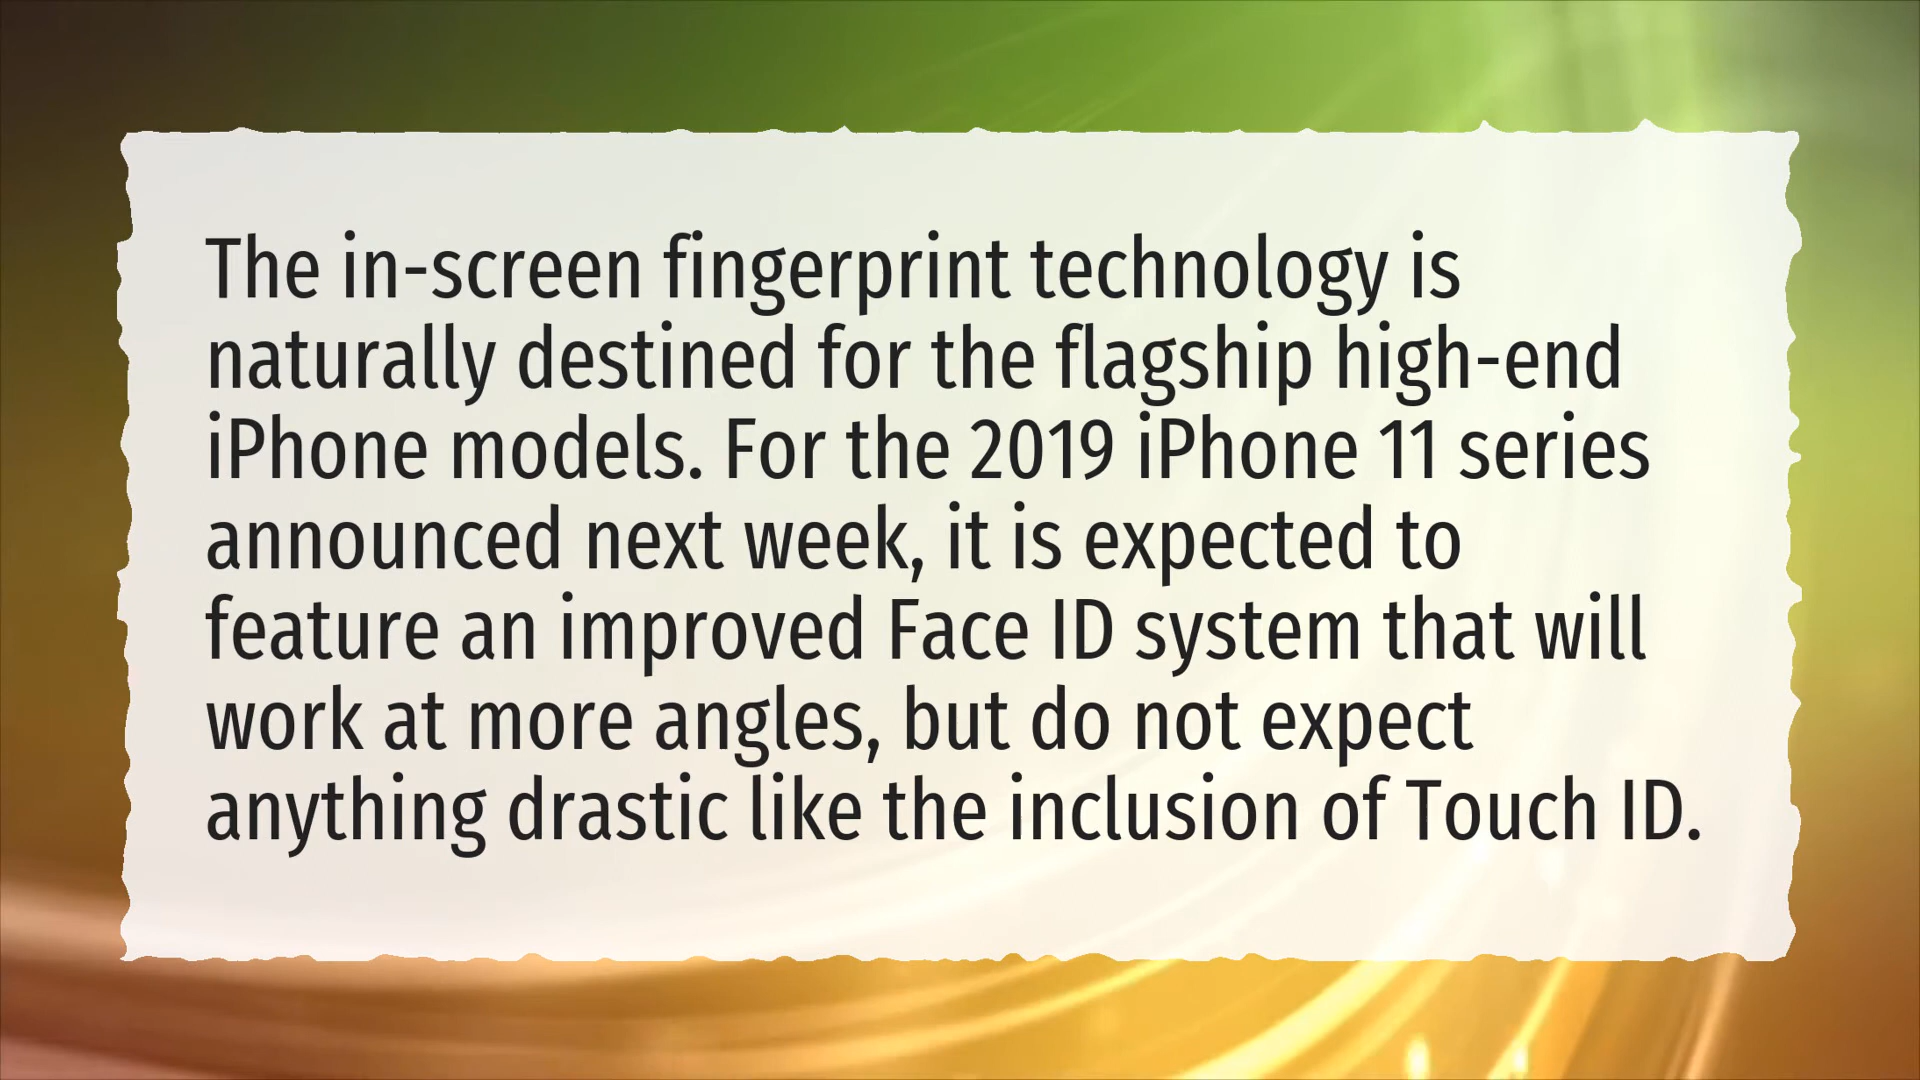 The in-screen fingerprint technology is
naturally destined for the flagship high-end
iPhone models. For the 2019 iPhone 11 series
announced next week, it is expected to
feature an improved Face ID system that will
work at more angles, but do not expect
anything drastic like the inclusion of Touch ID.